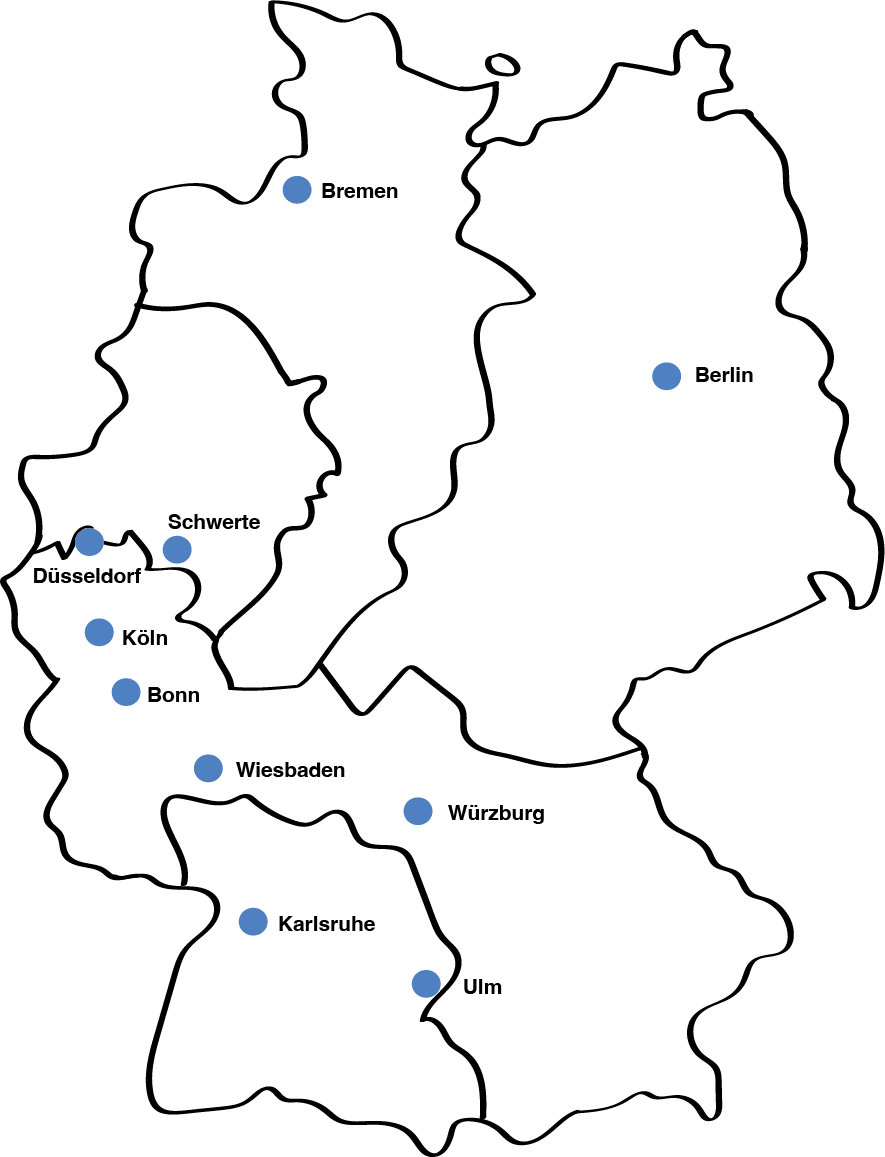 Bremen
Berlin
Schwerte
Düsseldorf
Köln
Bonn
Wiesbaden
Würzburg
Karlsruhe
Ulm